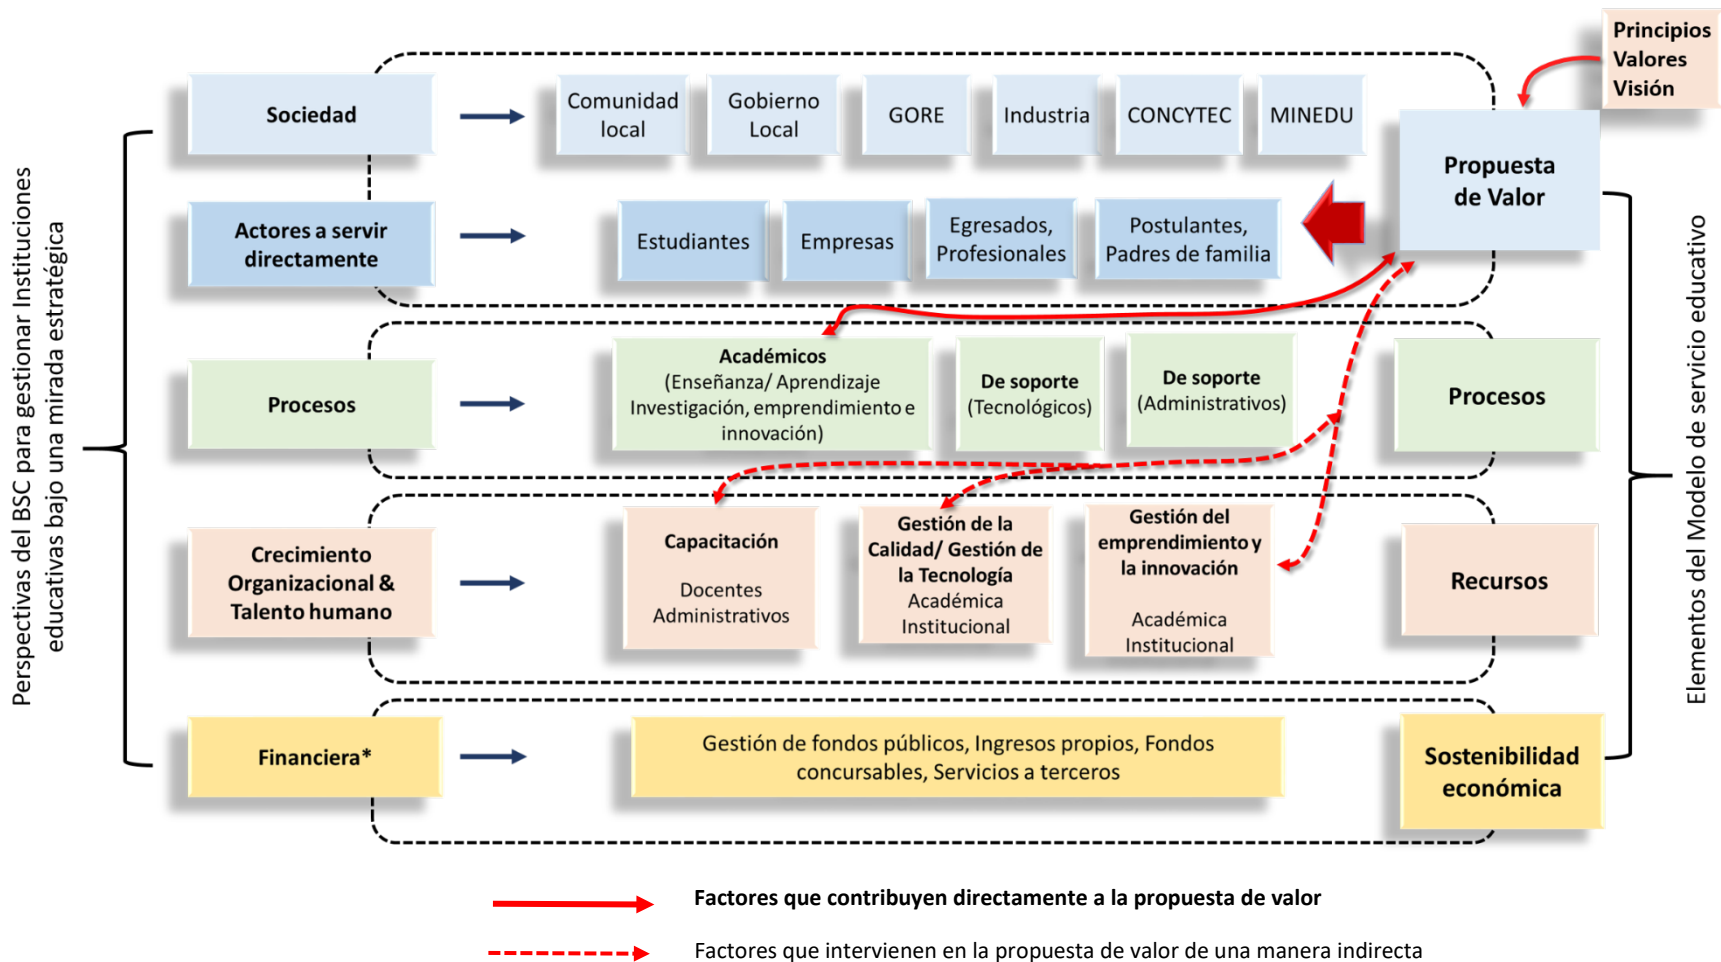 Principios
Valores
Visión
Sociedad
Comunidad
local
Gobierno
Local
GORE
Industria
CONCYTEC
MINEDU
Propuesta
de Valor
Actores a servir
directamente
Estudiantes
Empresas
Egresados,
Profesionales
Postulantes,
Padres de familia
Perspectivas del BSC para gestionar Instituciones
educativas bajo una mirada estratégica
Elementos del Modelo de servicio educativo
Procesos
Académicos
(Enseñanza/ Aprendizaje
Investigación, emprendimiento e
innovación)
De soporte
(Tecnológicos)
De soporte
(Administrativos)
Procesos
Crecimiento
Organizacional &
Talento humano
Capacitación
Docentes
Administrativos
Gestión de la
Calidad/ Gestión de
la Tecnología
Académica
Institucional
Gestión del
emprendimiento y
la innovación
Académica
Institucional
Recursos
Financiera*
Gestión de fondos públicos, Ingresos propios, Fondos
concursables, Servicios a terceros
Sostenibilidad
económica
Factores que contribuyen directamente a la propuesta de valor
Factores que intervienen en la propuesta de valor de una manera indirecta